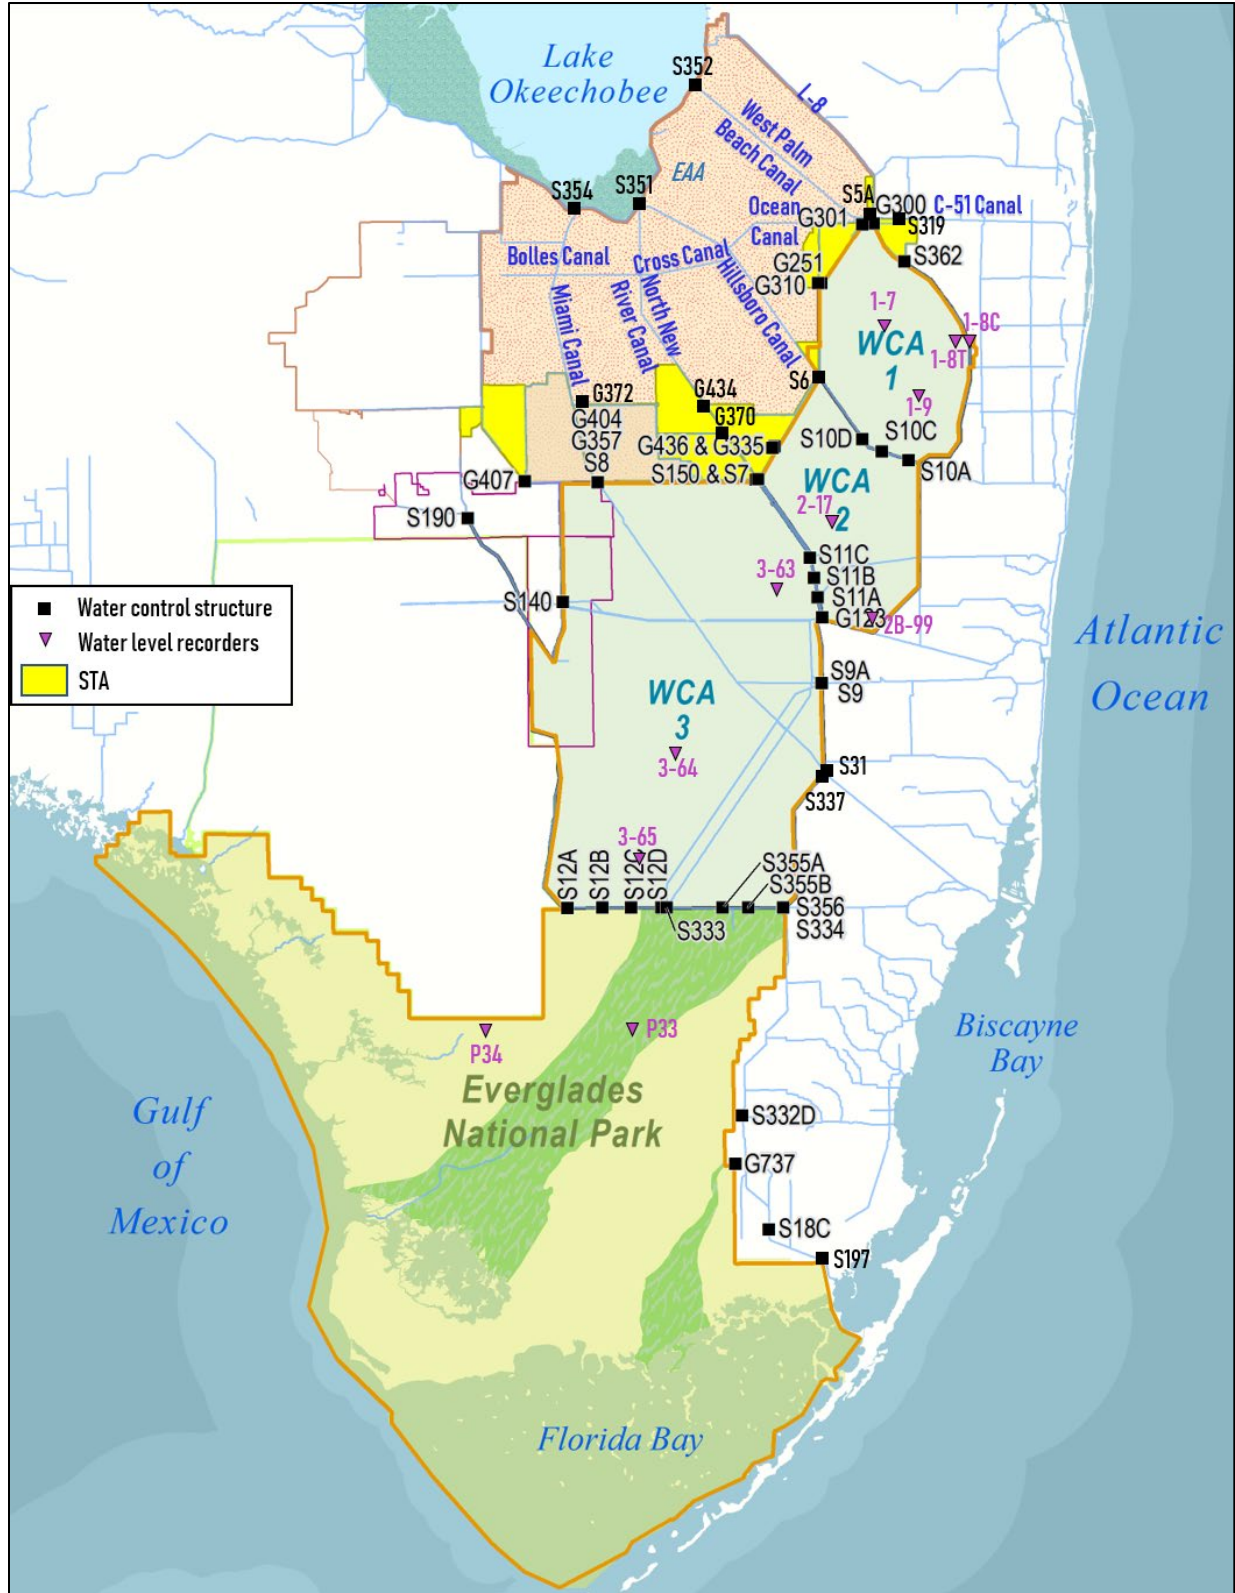 Lake
Okeechobee
S352
L-8
West Palm
Beach Canal
EAA
S354
S351
Ocean
Canal
S5A
G300
C-51 Canal
G301
S319
S362
Bolles Canal
Cross Canal
G251
G310
Hillsboro Canal
Miami Canal
North New
River Canal
1-7
1-8C
1-8T
WCA
1
1-9
S6
G372
G434
G404
G357
S8
G370
G436 & G335
S150 & S7
S10D
S10C
S10A
G407
S190
WCA
2
2-17
S11C
S11B
S11A
G123
2B-99
3-63
S140
Water control structure
Water level recorders
STA
Atlantic
Ocean
S9A
S9
WCA
3
3-64
S31
S337
3-65
S12A
S12B
S12C
S12D
S333
S355A
S355B
S356
S334
P34
P33
Biscayne
Bay
Everglades
National Park
Gulf
of
Mexico
S332D
G737
S18C
S197
Florida Bay